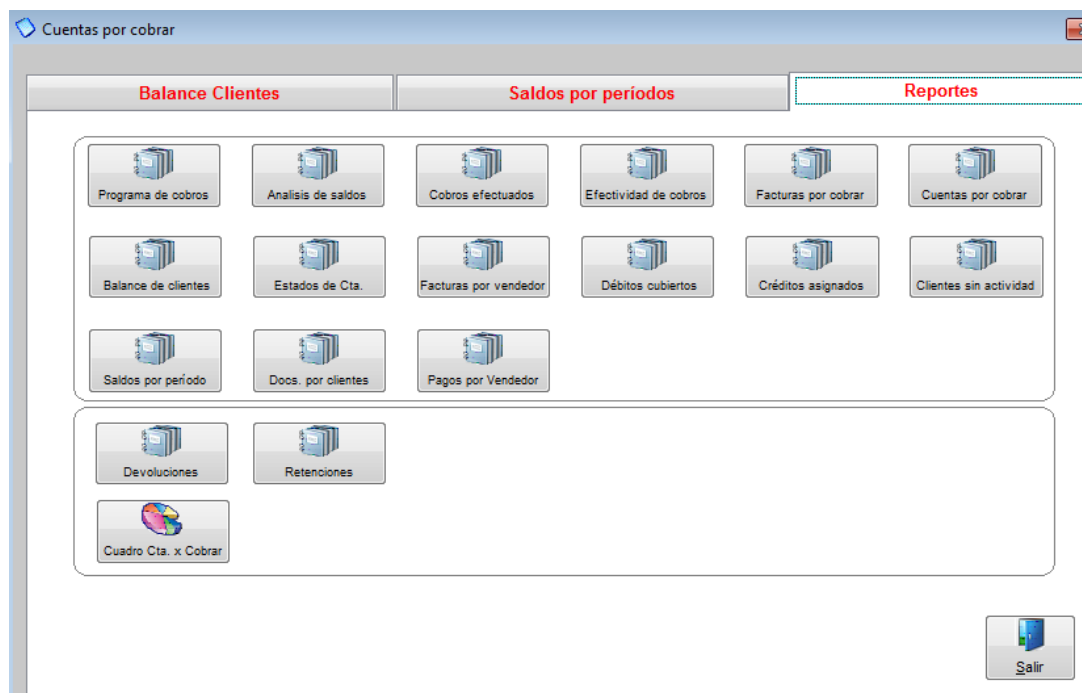 Cuentas por cobrar
Balance Clientes
Saldos por períodos
Reportes
Programa de cobros
Analisis de saldos
Cobros efectuados
Efectividad de cobros
Facturas por cobrar
Cuentas por cobrar
Balance de clientes
Estados de Cta.
Facturas por vendedor
Débitos cubiertos
Créditos asignados
Clientes sin actividad
Saldos por período
Docs. por clientes
Pagos por Vendedor
Devoluciones
Retenciones
Cuadro Cta. x Cobrar
Salir